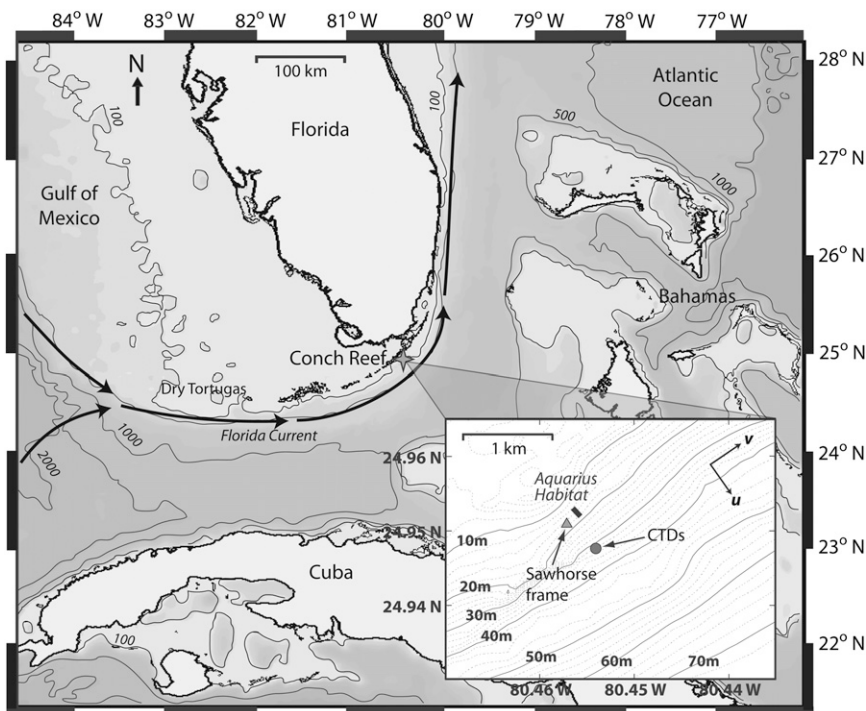 84° W
83° W
82° W
81° W
80° W
79° W
78° W
77° W
28° N
27° N
26° N
25° N
24° N
23° N
22° N
N
100 km
100
100
Florida
Gulf of
Mexico
Atlantic
Ocean
500
1000
Bahamas
Conch Reef
Dry Tortugas
Florida Current
1000
2000
Cuba
100
1 km
v
u
Aquarius
Habitat
CTDs
Sawhorse
frame
24.96 N
24.95 N
24.94 N
10m
20m
30m
40m
50m
60m
70m
80.46 W
80.45 W
80.44 W